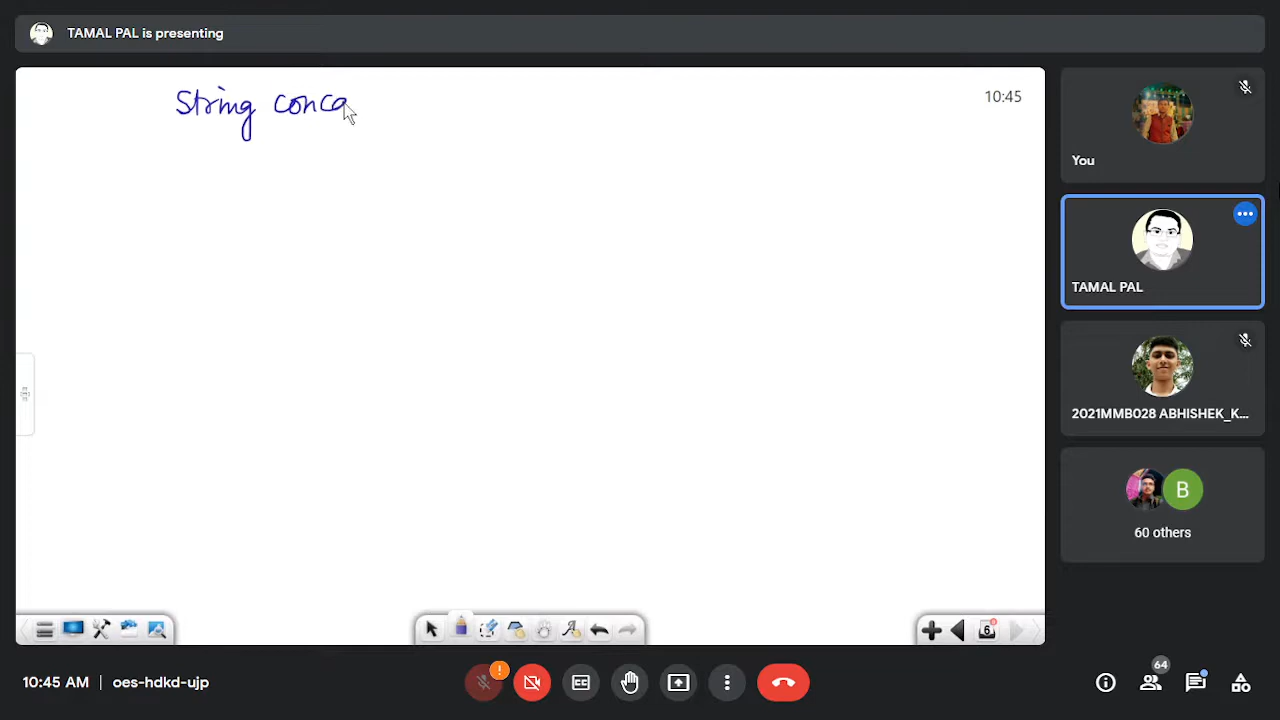 TAMAL PAL is presenting
String conca
10:45
You
TAMAL PAL
2021MMB028 ABHISHEK_K...
B
60 others
6
10:45 AM | oes-hdkd-ujp
64